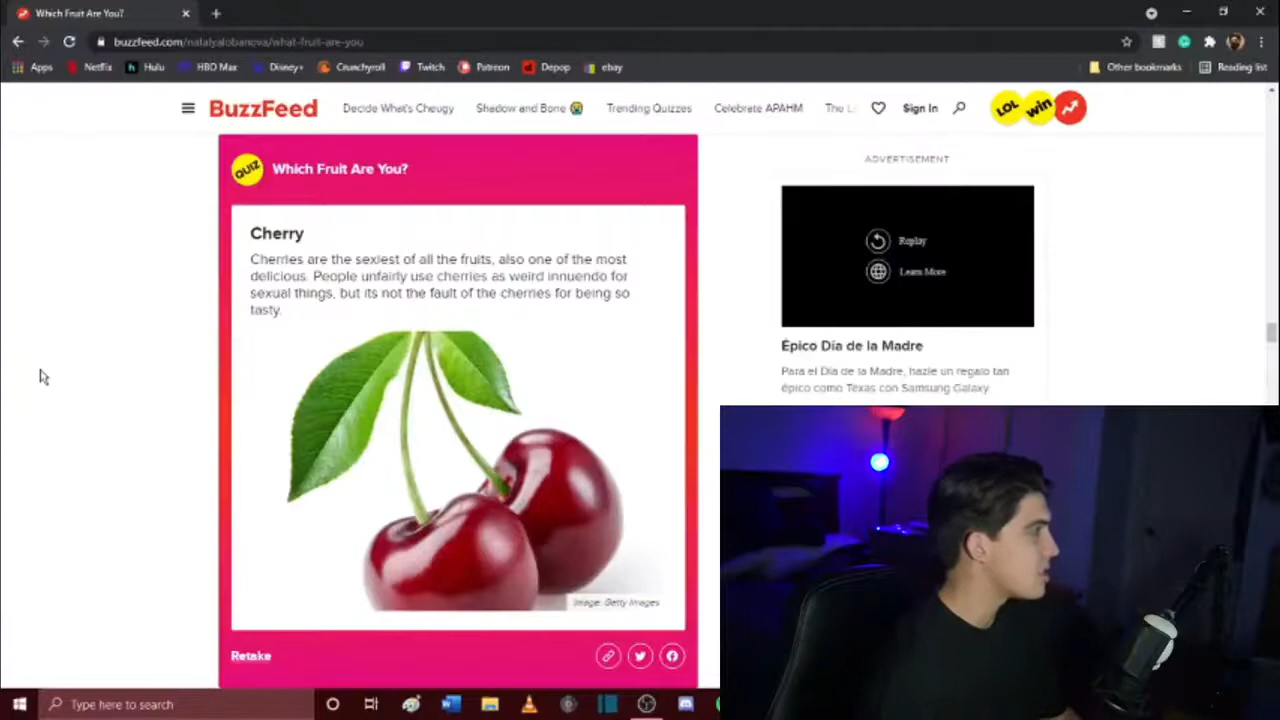 Which Fruit Are You?
buzzfeed.com/natalyalobanova/what-fruit-are-you
Apps Netflix Hulu HBO Max Disney+ Crunchyroll Twitch Patreon Depop ebay Other bookmarks Reading list
BuzzFeed Decide What's Cheugy Shadow and Bone 😭 Trending Quizzes Celebrate APAHM The L Sign In LOL win
QUIZ Which Fruit Are You?
ADVERTISEMENT
Cherry
Cherries are the sexiest of all the fruits, also one of the most
delicious. People unfairly use cherries as weird innuendo for
sexual things, but its not the fault of the cherries for being so
tasty.
Image: Getty Images
Retake
Replay
Learn More
Épico Día de la Madre
Para el Día de la Madre, hazle un regalo tan
épico como Texas con Samsung Galaxy.
Type here to search